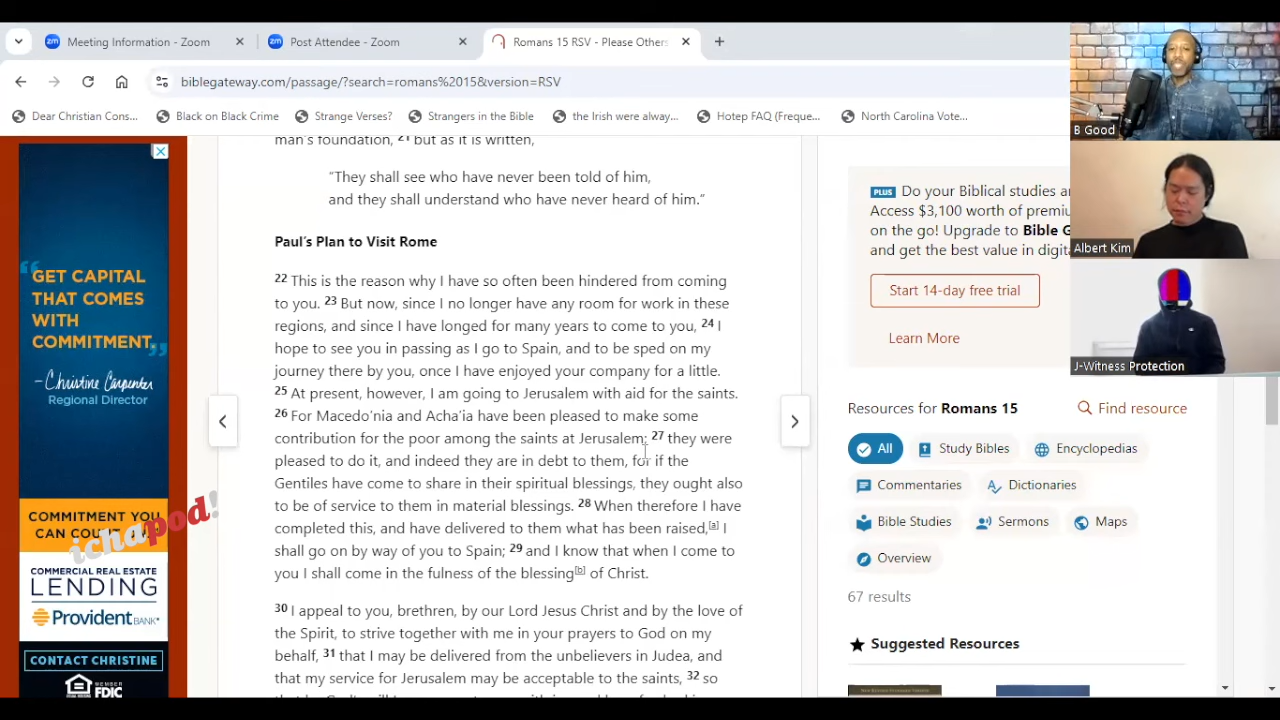 Meeting Information - Zoom
Post Attendee - Zoom
Romans 15 RSV - Please Others
biblegateway.com/passage/?search=romans%2015&version=RSV
Dear Christian Cons...
Black on Black Crime
Strange Verses?
Strangers in the Bible
the Irish were alway...
Hotep FAQ (Freque...
North Carolina Vote...
B Good
Albert Kim
J-Witness Protection
“GET CAPITAL
THAT COMES
WITH
COMMITMENT.”
—Christine Carpenter
Regional Director
COMMITMENT YOU
CAN COUNT
ichapod!
COMMERCIAL REAL ESTATE
LENDING
Provident BANK
CONTACT CHRISTINE
MEMBER
FDIC
man’s foundation, 21 but as it is written,
“They shall see who have never been told of him,
and they shall understand who have never heard of him.”
Paul’s Plan to Visit Rome
22 This is the reason why I have so often been hindered from coming
to you. 23 But now, since I no longer have any room for work in these
regions, and since I have longed for many years to come to you, 24 I
hope to see you in passing as I go to Spain, and to be sped on my
journey there by you, once I have enjoyed your company for a little.
25 At present, however, I am going to Jerusalem with aid for the saints.
26 For Macedo′nia and Acha′ia have been pleased to make some
contribution for the poor among the saints at Jerusalem; 27 they were
pleased to do it, and indeed they are in debt to them, for if the
Gentiles have come to share in their spiritual blessings, they ought also
to be of service to them in material blessings. 28 When therefore I have
completed this, and have delivered to them what has been raised,[a] I
shall go on by way of you to Spain; 29 and I know that when I come to
you I shall come in the fulness of the blessing[b] of Christ.
30 I appeal to you, brethren, by our Lord Jesus Christ and by the love of
the Spirit, to strive together with me in your prayers to God on my
behalf, 31 that I may be delivered from the unbelievers in Judea, and
that my service for Jerusalem may be acceptable to the saints, 32 so
PLUS Do your Biblical studies
Access $3,100 worth of
on the go! Upgrade to Bible
and get the best value in
Start 14-day free trial
Learn More
Resources for Romans 15
Find resource
All
Study Bibles
Encyclopedias
Commentaries
Dictionaries
Bible Studies
Sermons
Maps
Overview
67 results
Suggested Resources